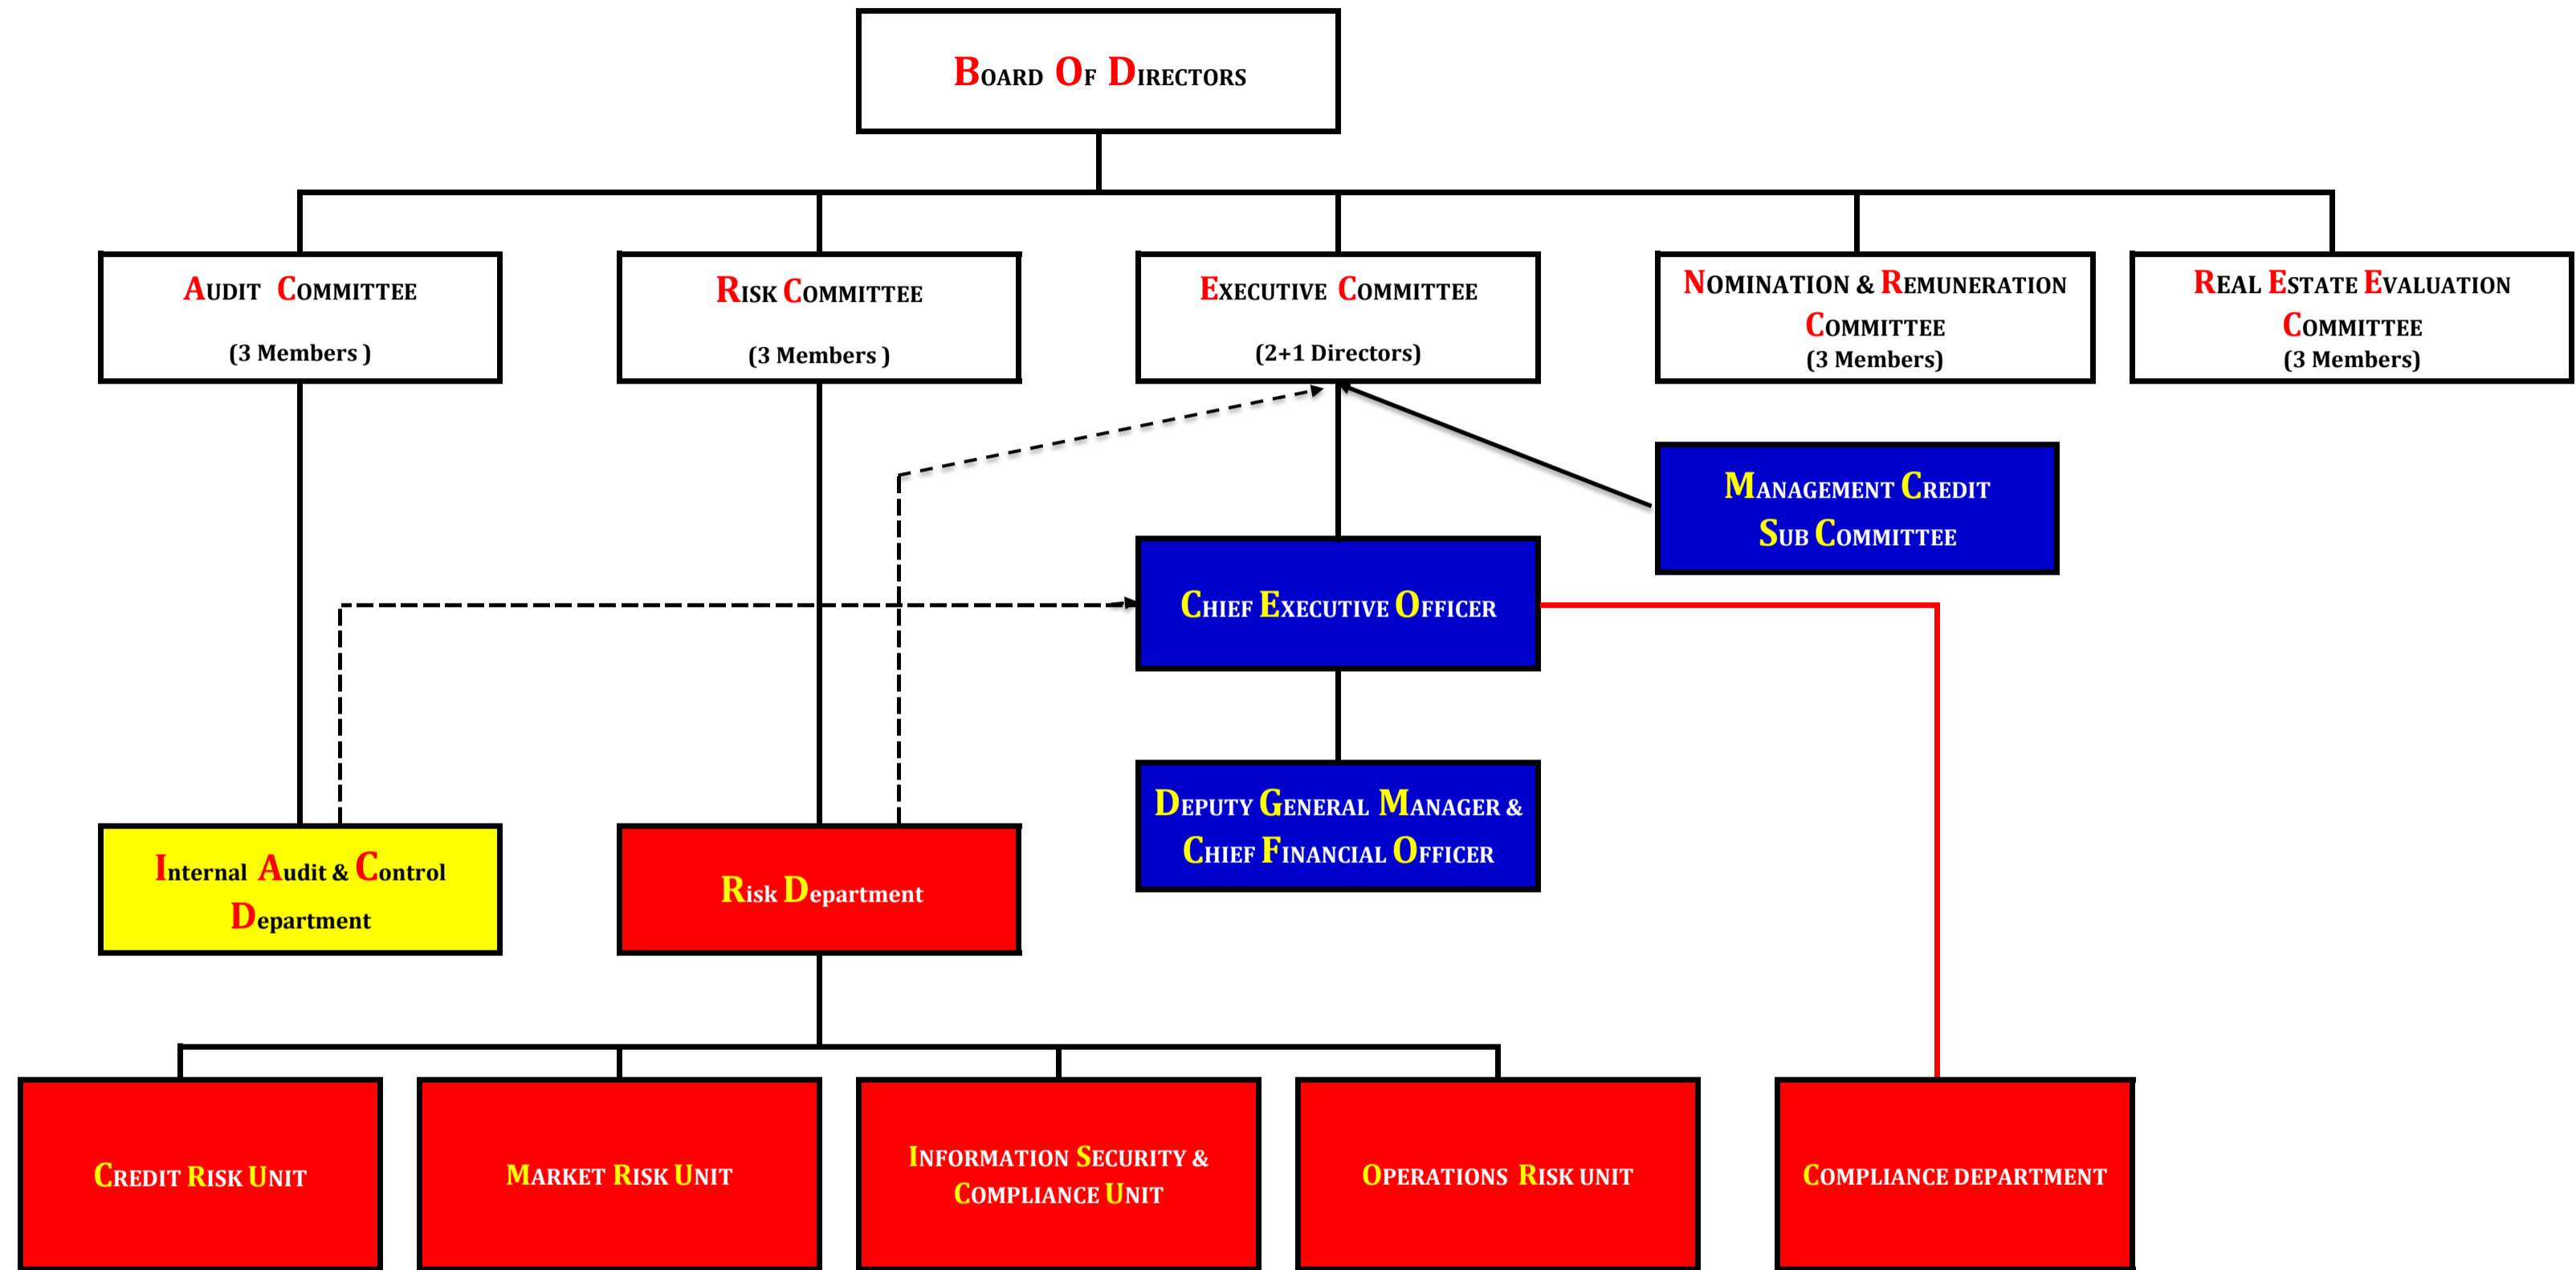 BOARD OF DIRECTORS
AUDIT COMMITTEE
(3 Members )
RISK COMMITTEE
(3 Members )
EXECUTIVE COMMITTEE
(2+1 Directors)
NOMINATION & REMUNERATION
COMMITTEE
(3 Members)
REAL ESTATE EVALUATION
COMMITTEE
(3 Members)
MANAGEMENT CREDIT
SUB COMMITTEE
CHIEF EXECUTIVE OFFICER
DEPUTY GENERAL MANAGER &
CHIEF FINANCIAL OFFICER
Internal Audit & Control
Department
Risk Department
CREDIT RISK UNIT
MARKET RISK UNIT
INFORMATION SECURITY &
COMPLIANCE UNIT
OPERATIONS RISK UNIT
COMPLIANCE DEPARTMENT